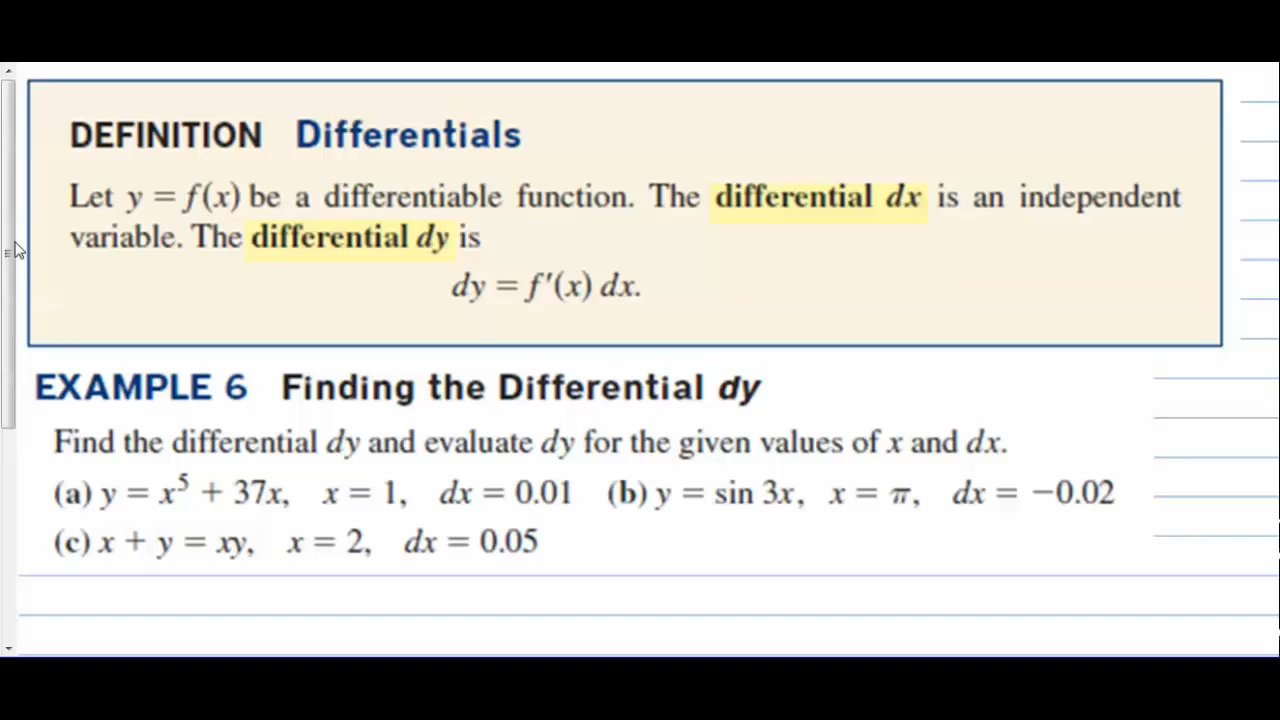 DEFINITION Differentials
Let y = f(x) be a differentiable function. The differential dx is an independent
variable. The differential dy is
dy = f′(x) dx.
EXAMPLE 6 Finding the Differential dy
Find the differential dy and evaluate dy for the given values of x and dx.
(a) y = x⁵ + 37x, x = 1, dx = 0.01 (b) y = sin 3x, x = π, dx = −0.02
(c) x + y = xy, x = 2, dx = 0.05